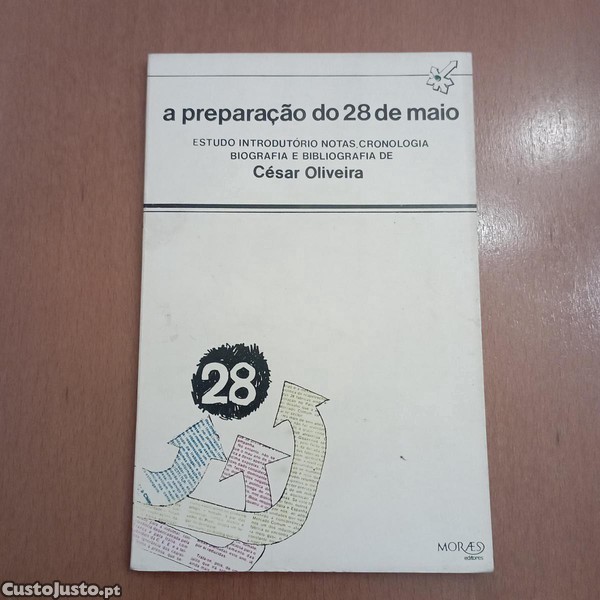 a preparação do 28 de maio
ESTUDO INTRODUTÓRIO NOTAS, CRONOLOGIA
BIOGRAFIA E BIBLIOGRAFIA DE
César Oliveira
28
MORÆS
editores
CustoJusto.pt